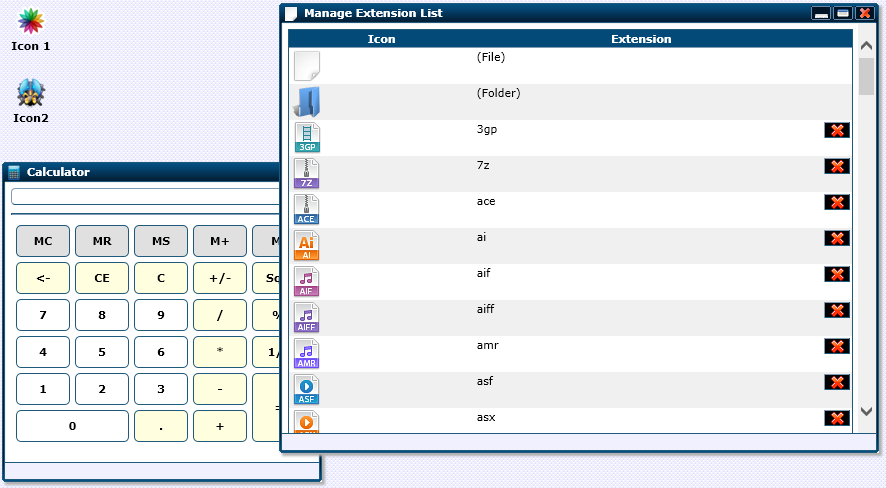 Icon 1
Icon2
Calculator
MC MR MS M+
<- CE C +/-
7 8 9 / %
4 5 6 *
1 2 3 -
0 . +
Manage Extension List
Icon Extension
(File)
(Folder)
3GP 3gp
7Z 7z
ACE ace
Ai AI ai
AIF aif
AIFF aiff
AMR amr
ASF asf
asx